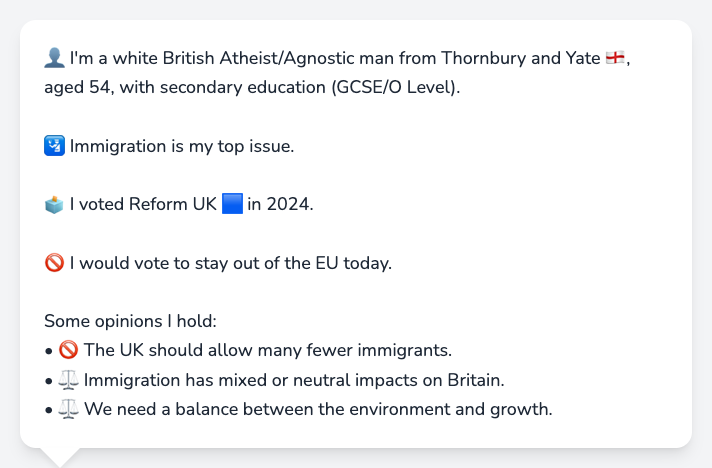 👤 I'm a white British Atheist/Agnostic man from Thornbury and Yate 🏴󠁧󠁢󠁥󠁮󠁧󠁿,
aged 54, with secondary education (GCSE/O Level).
🛂 Immigration is my top issue.
🗳️ I voted Reform UK 🟦 in 2024.
🚫 I would vote to stay out of the EU today.
Some opinions I hold:
• 🚫 The UK should allow many fewer immigrants.
• ⚖️ Immigration has mixed or neutral impacts on Britain.
• ⚖️ We need a balance between the environment and growth.